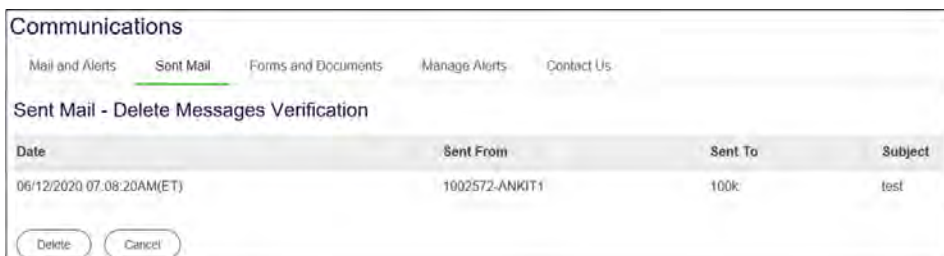 Communications
Mail and Alerts Sent Mail Forms and Documents Manage Alerts Contact Us
Sent Mail - Delete Messages Verification
Date Sent From Sent To Subject
06/12/2020 07.08:20AM(ET) 1902572-ANKIT1 100k test
Delete Cancel